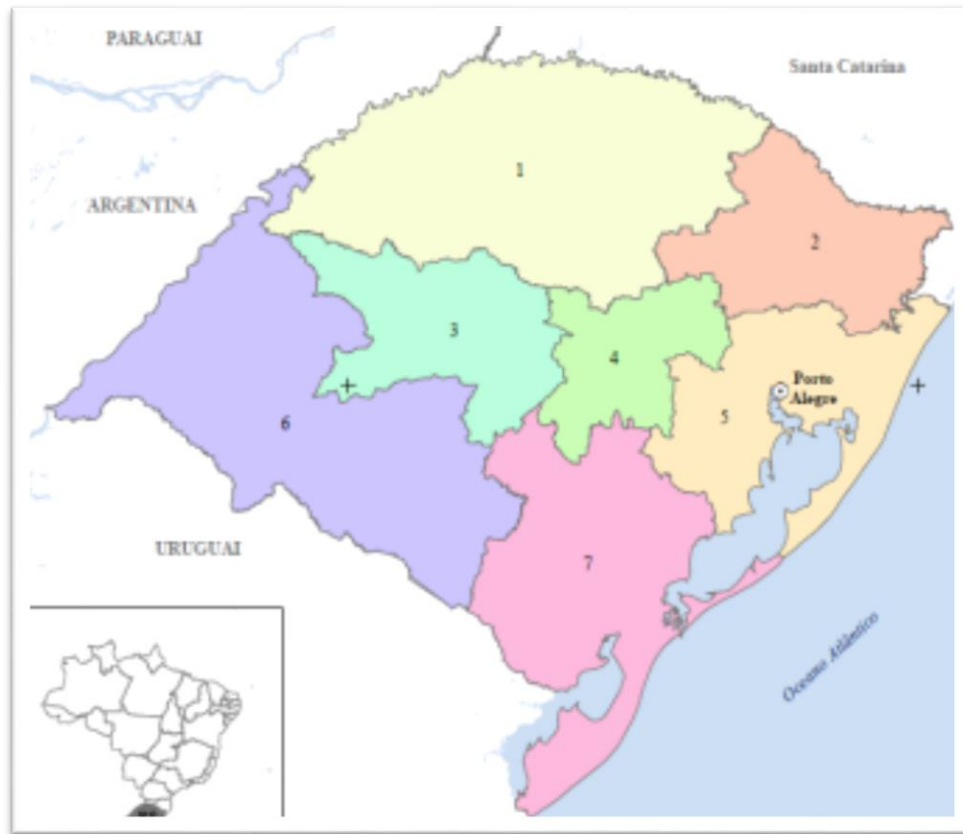 PARAGUAI
Santa Catarina
1
ARGENTINA
2
3
4
Porto
Alegre
5
6
URUGUAI
7
Oceano Atlântico